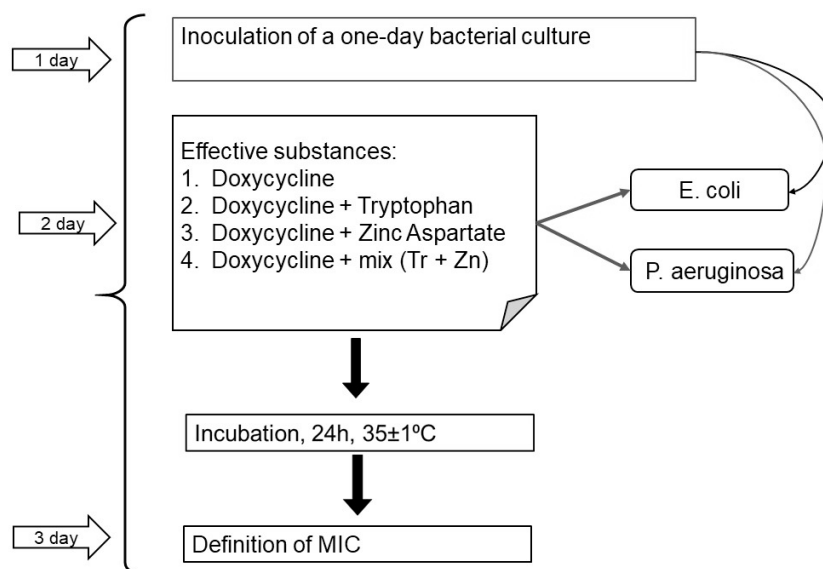 1 day
Inoculation of a one-day bacterial culture
2 day
Effective substances:
1. Doxycycline
2. Doxycycline + Tryptophan
3. Doxycycline + Zinc Aspartate
4. Doxycycline + mix (Tr + Zn)
E. coli
P. aeruginosa
Incubation, 24h, 35±1ºC
3 day
Definition of MIC